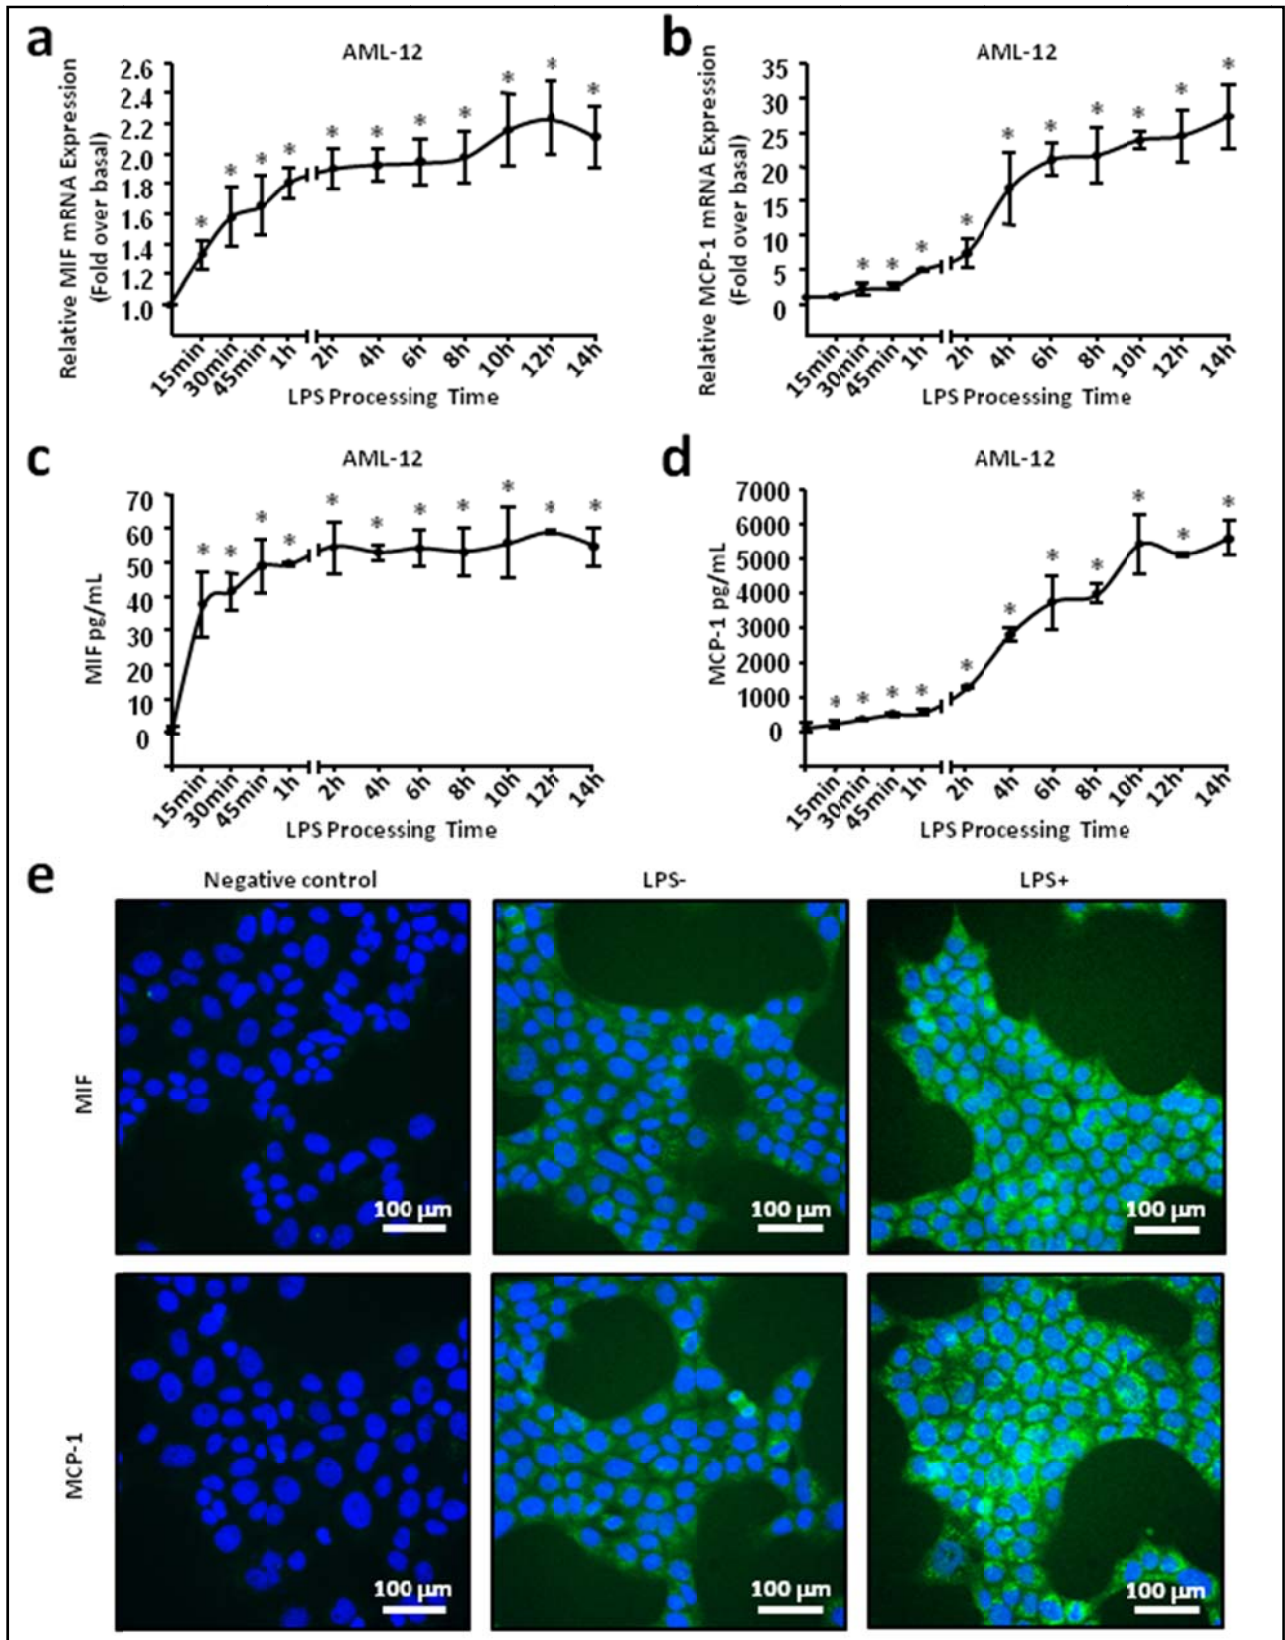 a
AML-12
Relative MIF mRNA Expression
(Fold over basal)
2.6
2.4
2.2
2.0
1.8
1.6
1.4
1.2
1.0
* * * * * * * * * * *
15min 30min 45min 1h 2h 4h 6h 8h 10h 12h 14h
LPS Processing Time
b
AML-12
Relative MCP-1 mRNA Expression
(Fold over basal)
35
30
25
20
15
10
5
0
* * * * * * * * * *
15min 30min 45min 1h 2h 4h 6h 8h 10h 12h 14h
LPS Processing Time
c
AML-12
MIF pg/mL
70
60
50
40
30
20
10
0
* * * * * * * * * * *
15min 30min 45min 1h 2h 4h 6h 8h 10h 12h 14h
LPS Processing Time
d
AML-12
MCP-1 pg/mL
7000
6000
5000
4000
3000
2000
1000
0
* * * * * * * * * * *
15min 30min 45min 1h 2h 4h 6h 8h 10h 12h 14h
LPS Processing Time
e
Negative control LPS- LPS+
MIF
100 µm 100 µm 100 µm
MCP-1
100 µm 100 µm 100 µm